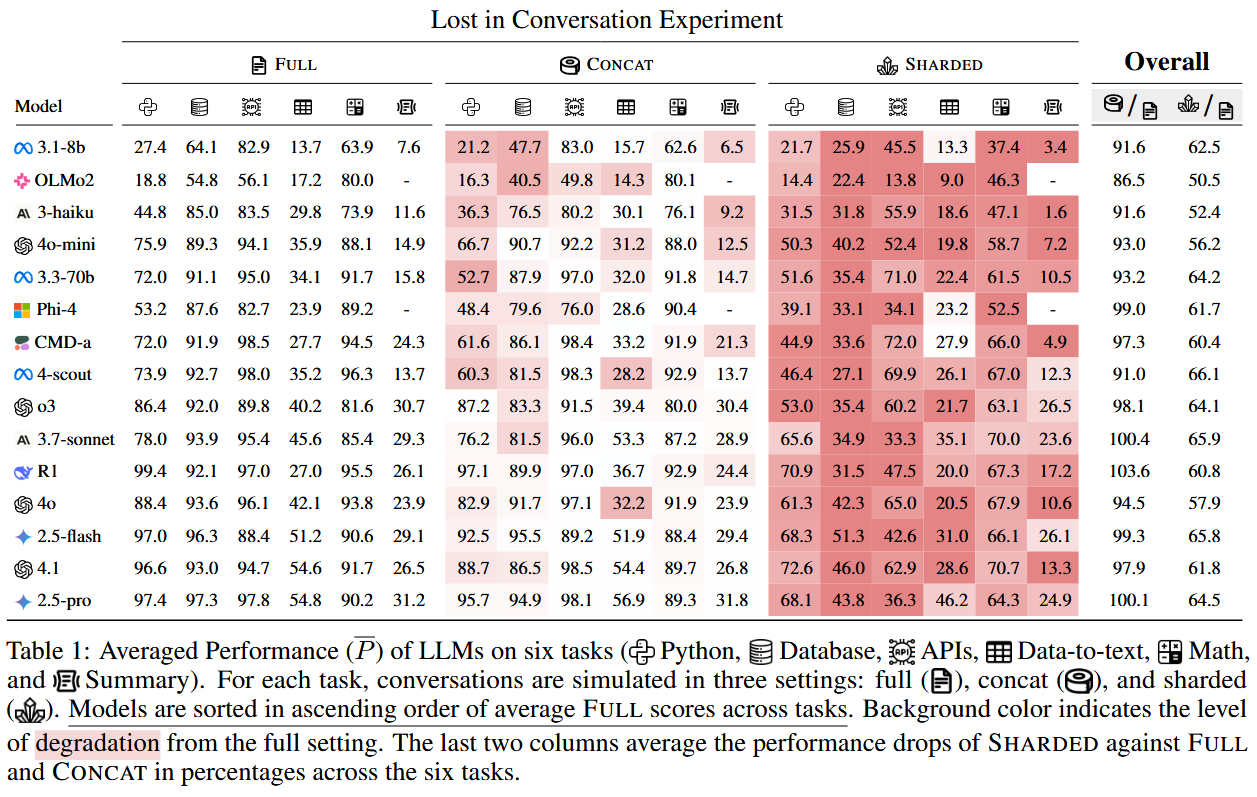 Lost in Conversation Experiment
FULL CONCAT SHARDED Overall
Model / /
3.1-8b 27.4 64.1 82.9 13.7 63.9 7.6 21.2 47.7 83.0 15.7 62.6 6.5 21.7 25.9 45.5 13.3 37.4 3.4 91.6 62.5
OLMo2 18.8 54.8 56.1 17.2 80.0 - 16.3 40.5 49.8 14.3 80.1 - 14.4 22.4 13.8 9.0 46.3 - 86.5 50.5
3-haiku 44.8 85.0 83.5 29.8 73.9 11.6 36.3 76.5 80.2 30.1 76.1 9.2 31.5 31.8 55.9 18.6 47.1 1.6 91.6 52.4
4o-mini 75.9 89.3 94.1 35.9 88.1 14.9 66.7 90.7 92.2 31.2 88.0 12.5 50.3 40.2 52.4 19.8 58.7 7.2 93.0 56.2
3.3-70b 72.0 91.1 95.0 34.1 91.7 15.8 52.7 87.9 97.0 32.0 91.8 14.7 51.6 35.4 71.0 22.4 61.5 10.5 93.2 64.2
Phi-4 53.2 87.6 82.7 23.9 89.2 - 48.4 79.6 76.0 28.6 90.4 - 39.1 33.1 34.1 23.2 52.5 - 99.0 61.7
CMD-a 72.0 91.9 98.5 27.7 94.5 24.3 61.6 86.1 98.4 33.2 91.9 21.3 44.9 33.6 72.0 27.9 66.0 4.9 97.3 60.4
4-scout 73.9 92.7 98.0 35.2 96.3 13.7 60.3 81.5 98.3 28.2 92.9 13.7 46.4 27.1 69.9 26.1 67.0 12.3 91.0 66.1
o3 86.4 92.0 89.8 40.2 81.6 30.7 87.2 83.3 91.5 39.4 80.0 30.4 53.0 35.4 60.2 21.7 63.1 26.5 98.1 64.1
3.7-sonnet 78.0 93.9 95.4 45.6 85.4 29.3 76.2 81.5 96.0 53.3 87.2 28.9 65.6 34.9 33.3 35.1 70.0 23.6 100.4 65.9
R1 99.4 92.1 97.0 27.0 95.5 26.1 97.1 89.9 97.0 36.7 92.9 24.4 70.9 31.5 47.5 20.0 67.3 17.2 103.6 60.8
4o 88.4 93.6 96.1 42.1 93.8 23.9 82.9 91.7 97.1 32.2 91.9 23.9 61.3 42.3 65.0 20.5 67.9 10.6 94.5 57.9
2.5-flash 97.0 96.3 88.4 51.2 90.6 29.1 92.5 95.5 89.2 51.9 88.4 29.4 68.3 51.3 42.6 31.0 66.1 26.1 99.3 65.8
4.1 96.6 93.0 94.7 54.6 91.7 26.5 88.7 86.5 98.5 54.4 89.7 26.8 72.6 46.0 62.9 28.6 70.7 13.3 97.9 61.8
2.5-pro 97.4 97.3 97.8 54.8 90.2 31.2 95.7 94.9 98.1 56.9 89.3 31.8 68.1 43.8 36.3 46.2 64.3 24.9 100.1 64.5
Table 1: Averaged Performance (P̅) of LLMs on six tasks (Python, Database, APIs, Data-to-text, Math,
and Summary). For each task, conversations are simulated in three settings: full (), concat (), and sharded
(). Models are sorted in ascending order of average FULL scores across tasks. Background color indicates the level
of degradation from the full setting. The last two columns average the performance drops of SHARDED against FULL
and CONCAT in percentages across the six tasks.